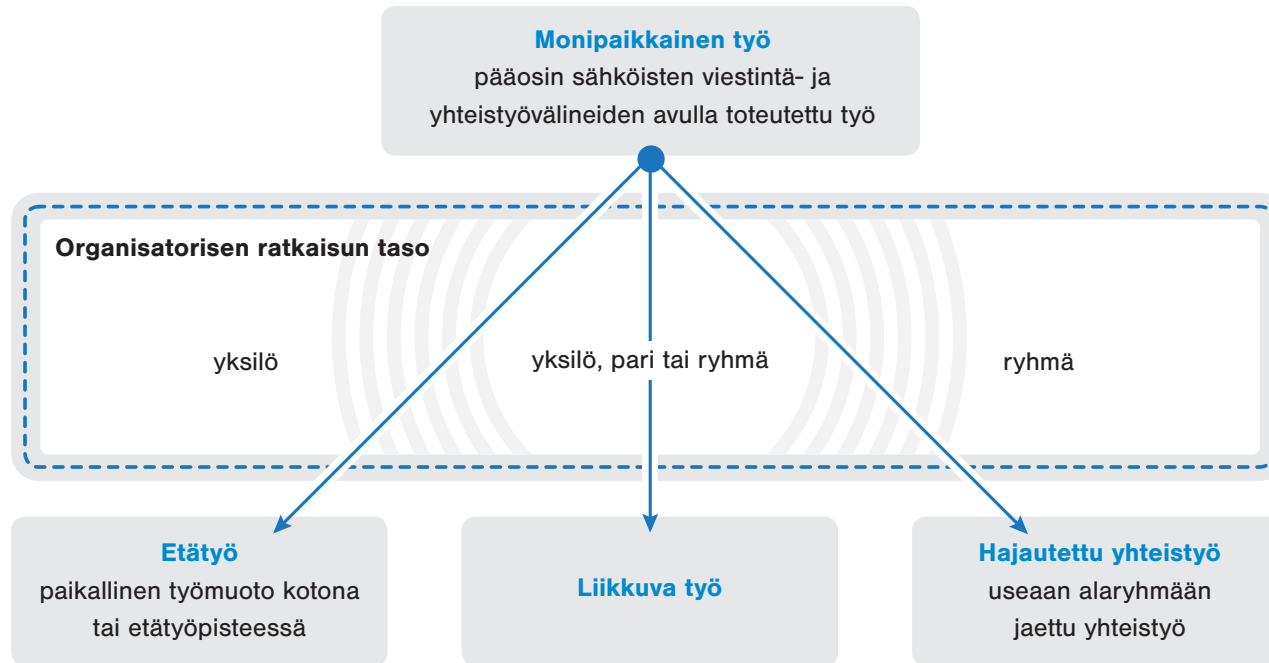 Monipaikkainen työ
pääosin sähköisten viestintä- ja
yhteistyövälineiden avulla toteutettu työ
Organisatorisen ratkaisun taso
yksilö
yksilö, pari tai ryhmä
ryhmä
Etätyö
paikallinen työmuoto kotona
tai etätyöpisteessä
Liikkuva työ
Hajautettu yhteistyö
useaan alaryhmään
jaettu yhteistyö